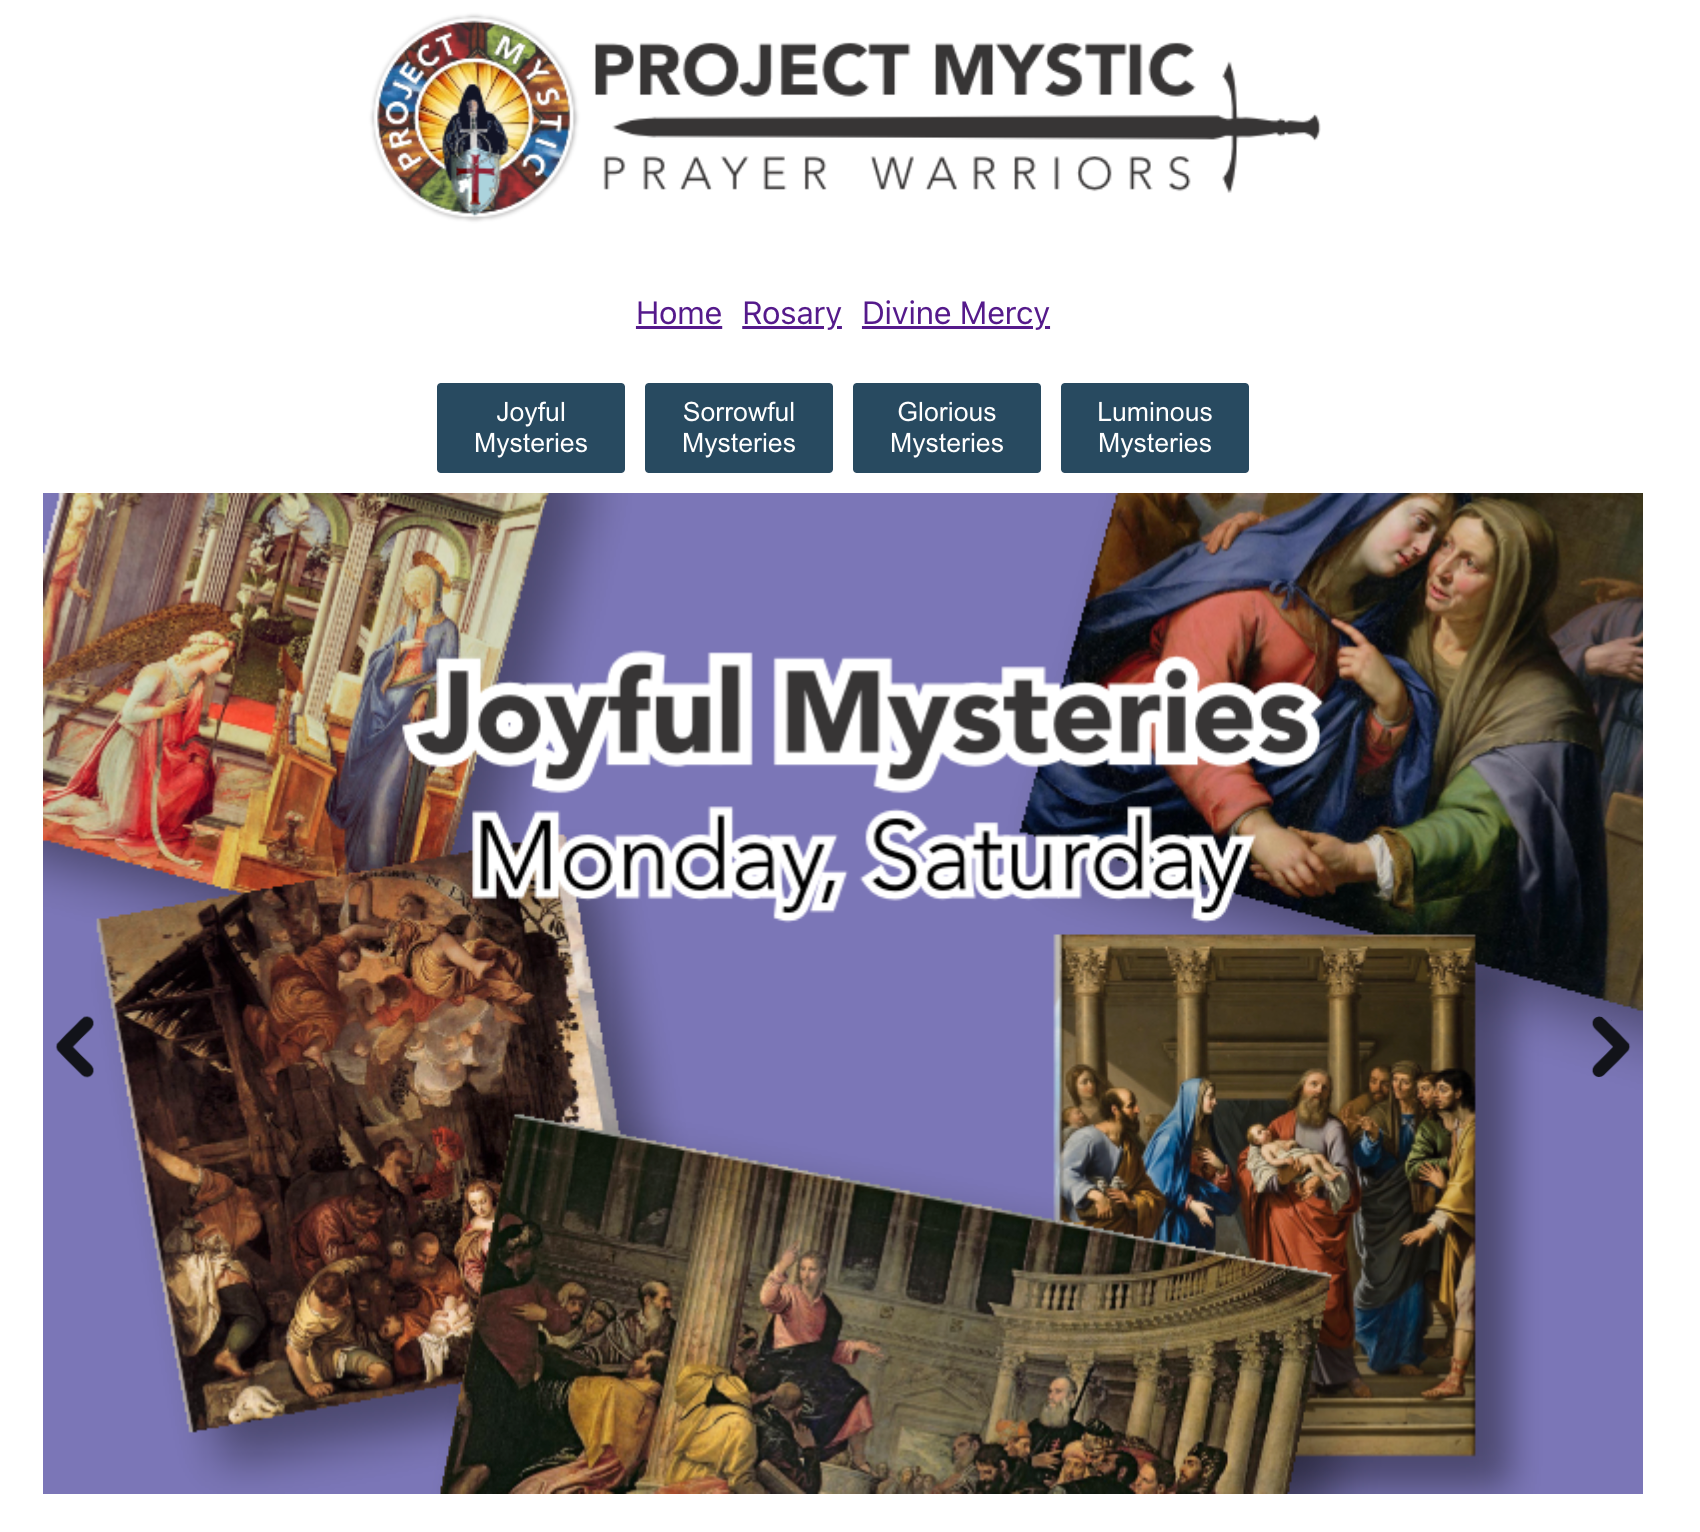 PROJECT MYSTIC
PROJECT MYSTIC
PRAYER WARRIORS
Home Rosary Divine Mercy
Joyful
Mysteries
Sorrowful
Mysteries
Glorious
Mysteries
Luminous
Mysteries
Joyful Mysteries
Monday, Saturday